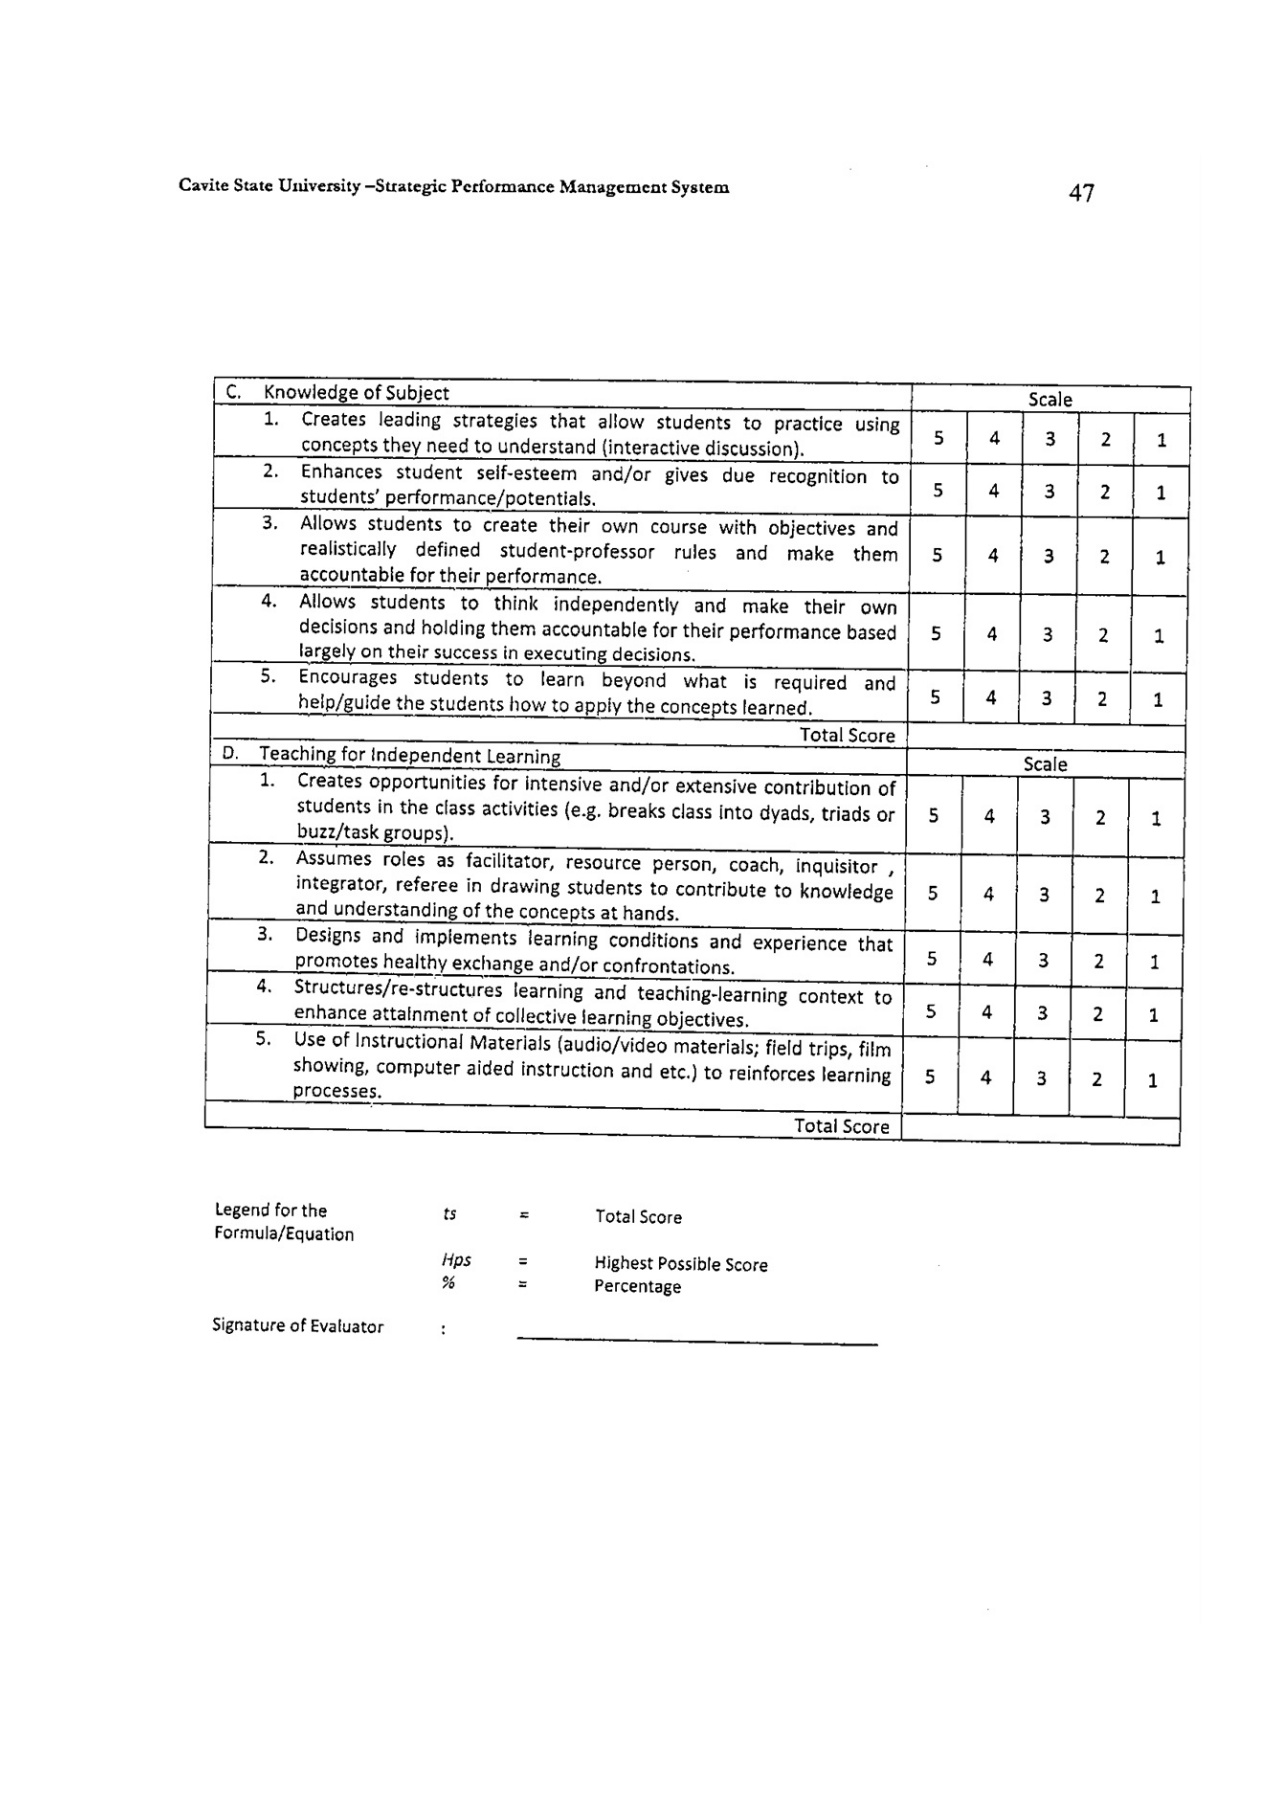 Cavite State University –Strategic Performance Management System
47
C. Knowledge of Subject
Scale
1. Creates leading strategies that allow students to practice using
concepts they need to understand (interactive discussion).
5 4 3 2 1
2. Enhances student self-esteem and/or gives due recognition to
students' performance/potentials.
5 4 3 2 1
3. Allows students to create their own course with objectives and
realistically defined student-professor rules and make them
accountable for their performance.
5 4 3 2 1
4. Allows students to think independently and make their own
decisions and holding them accountable for their performance based
largely on their success in executing decisions.
5 4 3 2 1
5. Encourages students to learn beyond what is required and
help/guide the students how to apply the concepts learned.
5 4 3 2 1
Total Score
D. Teaching for Independent Learning
Scale
1. Creates opportunities for intensive and/or extensive contribution of
students in the class activities (e.g. breaks class into dyads, triads or
buzz/task groups).
5 4 3 2 1
2. Assumes roles as facilitator, resource person, coach, inquisitor ,
integrator, referee in drawing students to contribute to knowledge
and understanding of the concepts at hands.
5 4 3 2 1
3. Designs and implements learning conditions and experience that
promotes healthy exchange and/or confrontations.
5 4 3 2 1
4. Structures/re-structures learning and teaching-learning context to
enhance attainment of collective learning objectives.
5 4 3 2 1
5. Use of Instructional Materials (audio/video materials; field trips, film
showing, computer aided instruction and etc.) to reinforces learning
processes.
5 4 3 2 1
Total Score
Legend for the
Formula/Equation
ts = Total Score
Hps = Highest Possible Score
% = Percentage
Signature of Evaluator :